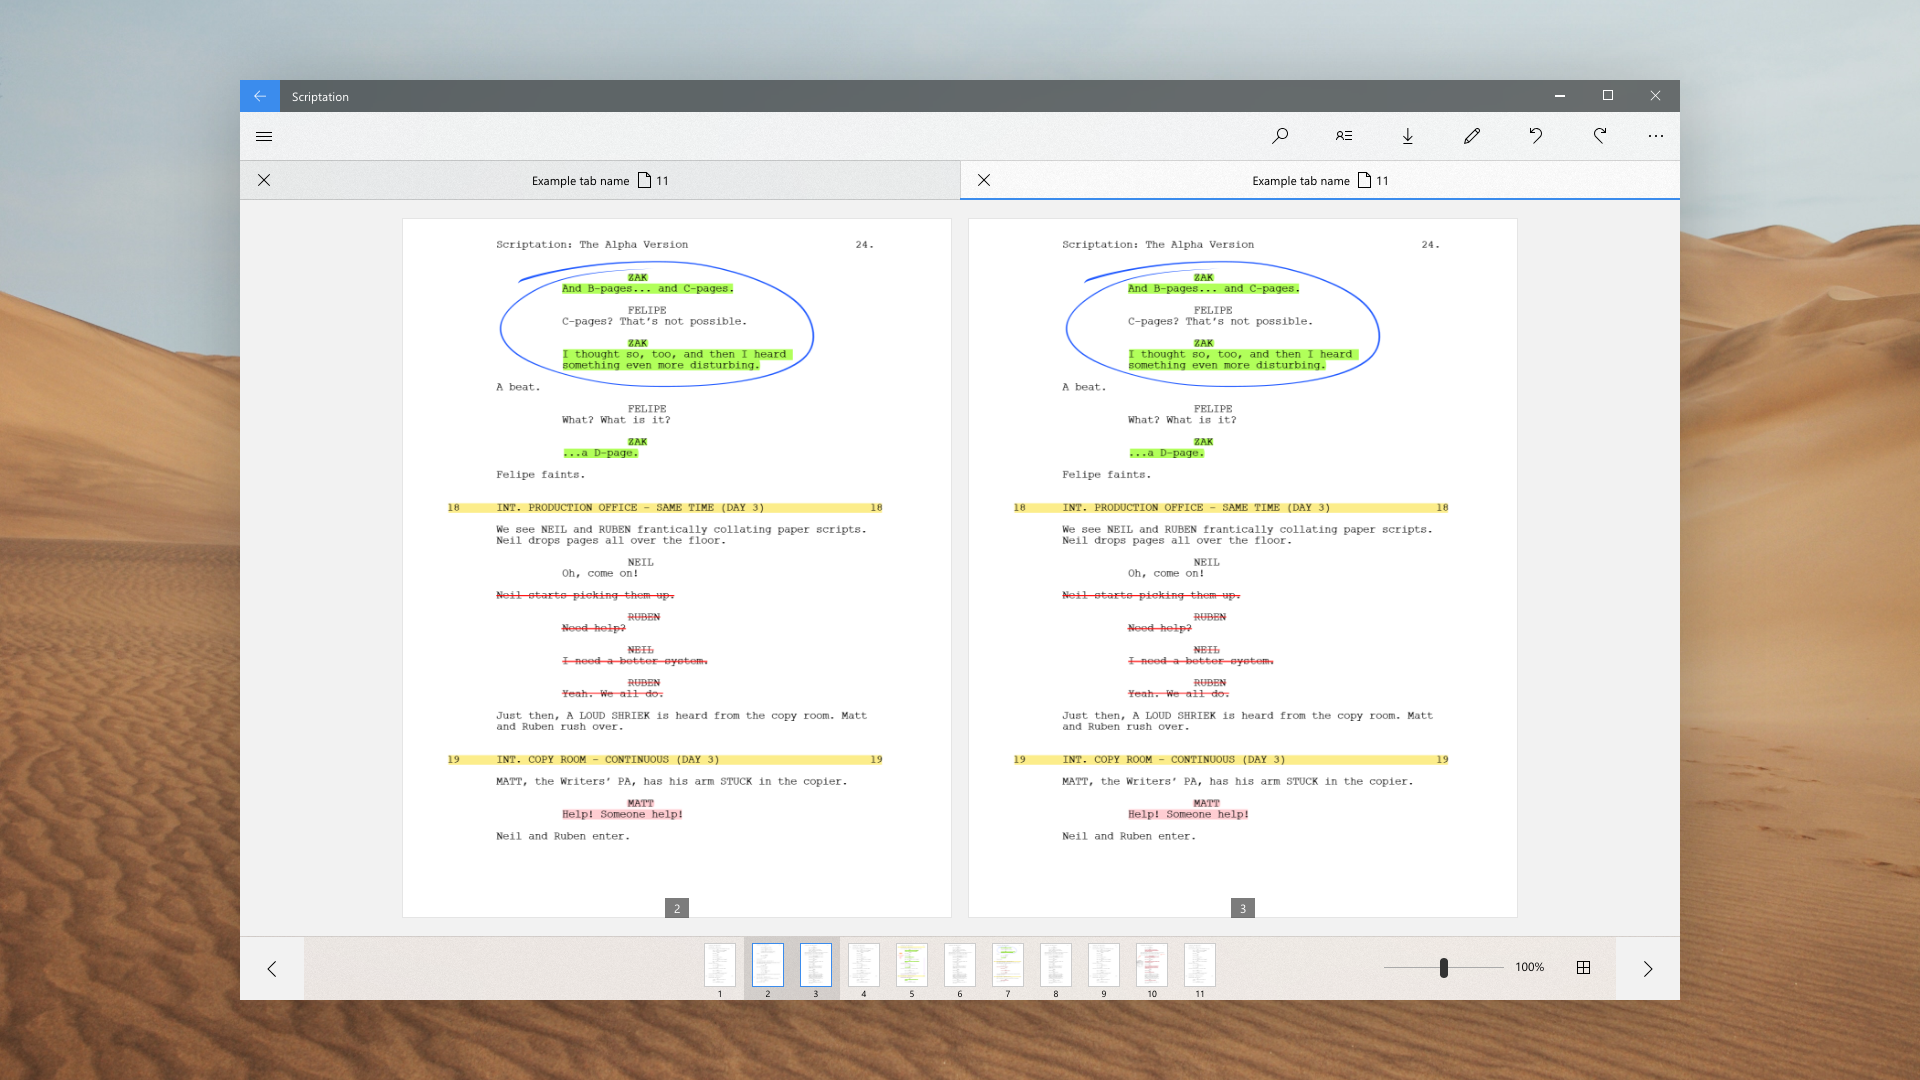 Scriptation
Example tab name 11
Example tab name 11
Scriptation: The Alpha Version 24.
ZAK
And B-pages... and C-pages.
FELIPE
C-pages? That's not possible.
ZAK
I thought so, too, and then I heard
something even more disturbing.
A beat.
FELIPE
What? What is it?
ZAK
...a D-page.
Felipe faints.
18 INT. PRODUCTION OFFICE - SAME TIME (DAY 3) 18
We see NEIL and RUBEN frantically collating paper scripts.
Neil drops pages all over the floor.
NEIL
Oh, come on!
Neil starts picking them up.
RUBEN
Need help?
NEIL
I need a better system.
RUBEN
Yeah. We all do.
Just then, A LOUD SHRIEK is heard from the copy room. Matt
and Ruben rush over.
19 INT. COPY ROOM - CONTINUOUS (DAY 3) 19
MATT, the Writers' PA, has his arm STUCK in the copier.
MATT
Help! Someone help!
Neil and Ruben enter.
2
Scriptation: The Alpha Version 24.
ZAK
And B-pages... and C-pages.
FELIPE
C-pages? That's not possible.
ZAK
I thought so, too, and then I heard
something even more disturbing.
A beat.
FELIPE
What? What is it?
ZAK
...a D-page.
Felipe faints.
18 INT. PRODUCTION OFFICE - SAME TIME (DAY 3) 18
We see NEIL and RUBEN frantically collating paper scripts.
Neil drops pages all over the floor.
NEIL
Oh, come on!
Neil starts picking them up.
RUBEN
Need help?
NEIL
I need a better system.
RUBEN
Yeah. We all do.
Just then, A LOUD SHRIEK is heard from the copy room. Matt
and Ruben rush over.
19 INT. COPY ROOM - CONTINUOUS (DAY 3) 19
MATT, the Writers' PA, has his arm STUCK in the copier.
MATT
Help! Someone help!
Neil and Ruben enter.
3
1 2 3 4 5 6 7 8 9 10 11
100%